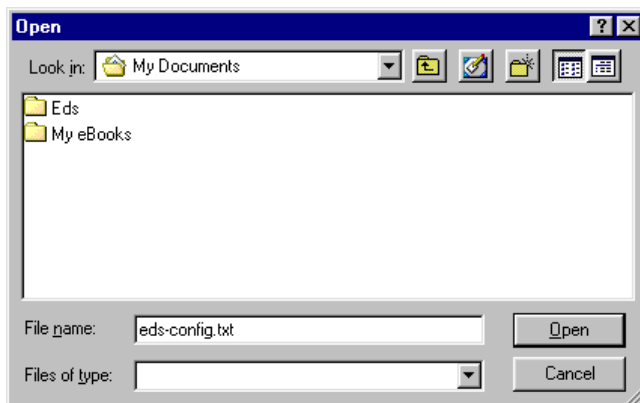 Open
Look in: My Documents
Eds
My eBooks
File name: eds-config.txt Open
Files of type: Cancel